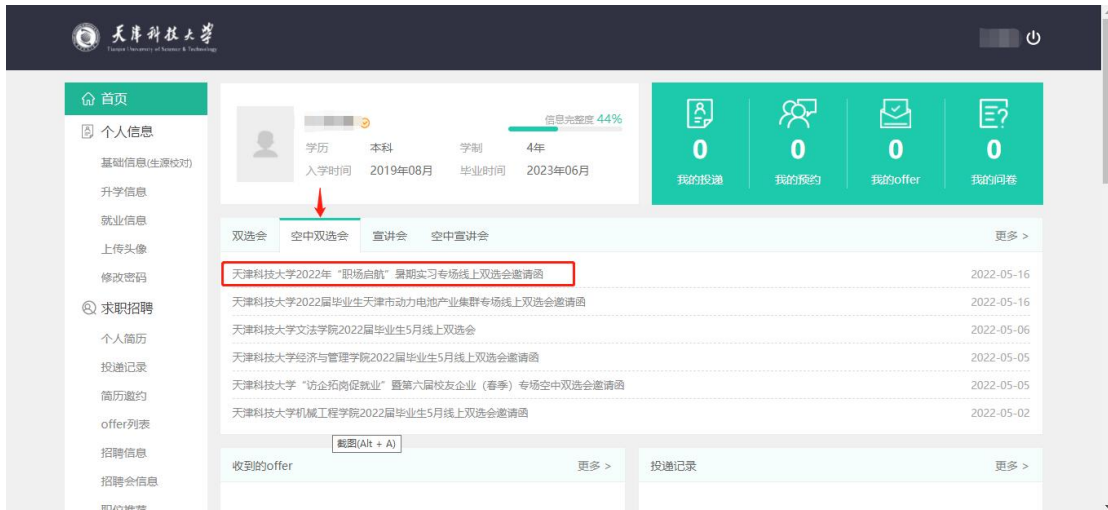 天津科技大学
Tianjin University of Science & Technology
首页
个人信息
基础信息(生源校对)
升学信息
就业信息
上传头像
修改密码
求职招聘
个人简历
投递记录
简历邀约
offer列表
招聘信息
招聘会信息
职位推荐
信息完整度 44%
学历 本科 学制 4年
入学时间 2019年08月 毕业时间 2023年06月
0 0 0 0
我的投递 我的预约 我的offer 我的问卷
双选会 空中双选会 宣讲会 空中宣讲会 更多 >
天津科技大学2022年“职场启航”暑期实习专场线上双选会邀请函 2022-05-16
天津科技大学2022届毕业生天津市动力电池产业集群专场线上双选会邀请函 2022-05-16
天津科技大学文法学院2022届毕业生5月线上双选会 2022-05-06
天津科技大学经济与管理学院2022届毕业生5月线上双选会邀请函 2022-05-05
天津科技大学“访企拓岗促就业”暨第六届校友企业（春季）专场空中双选会邀请函 2022-05-05
天津科技大学机械工程学院2022届毕业生5月线上双选会邀请函 2022-05-02
截图(Alt + A)
收到的offer 更多 >
投递记录 更多 >